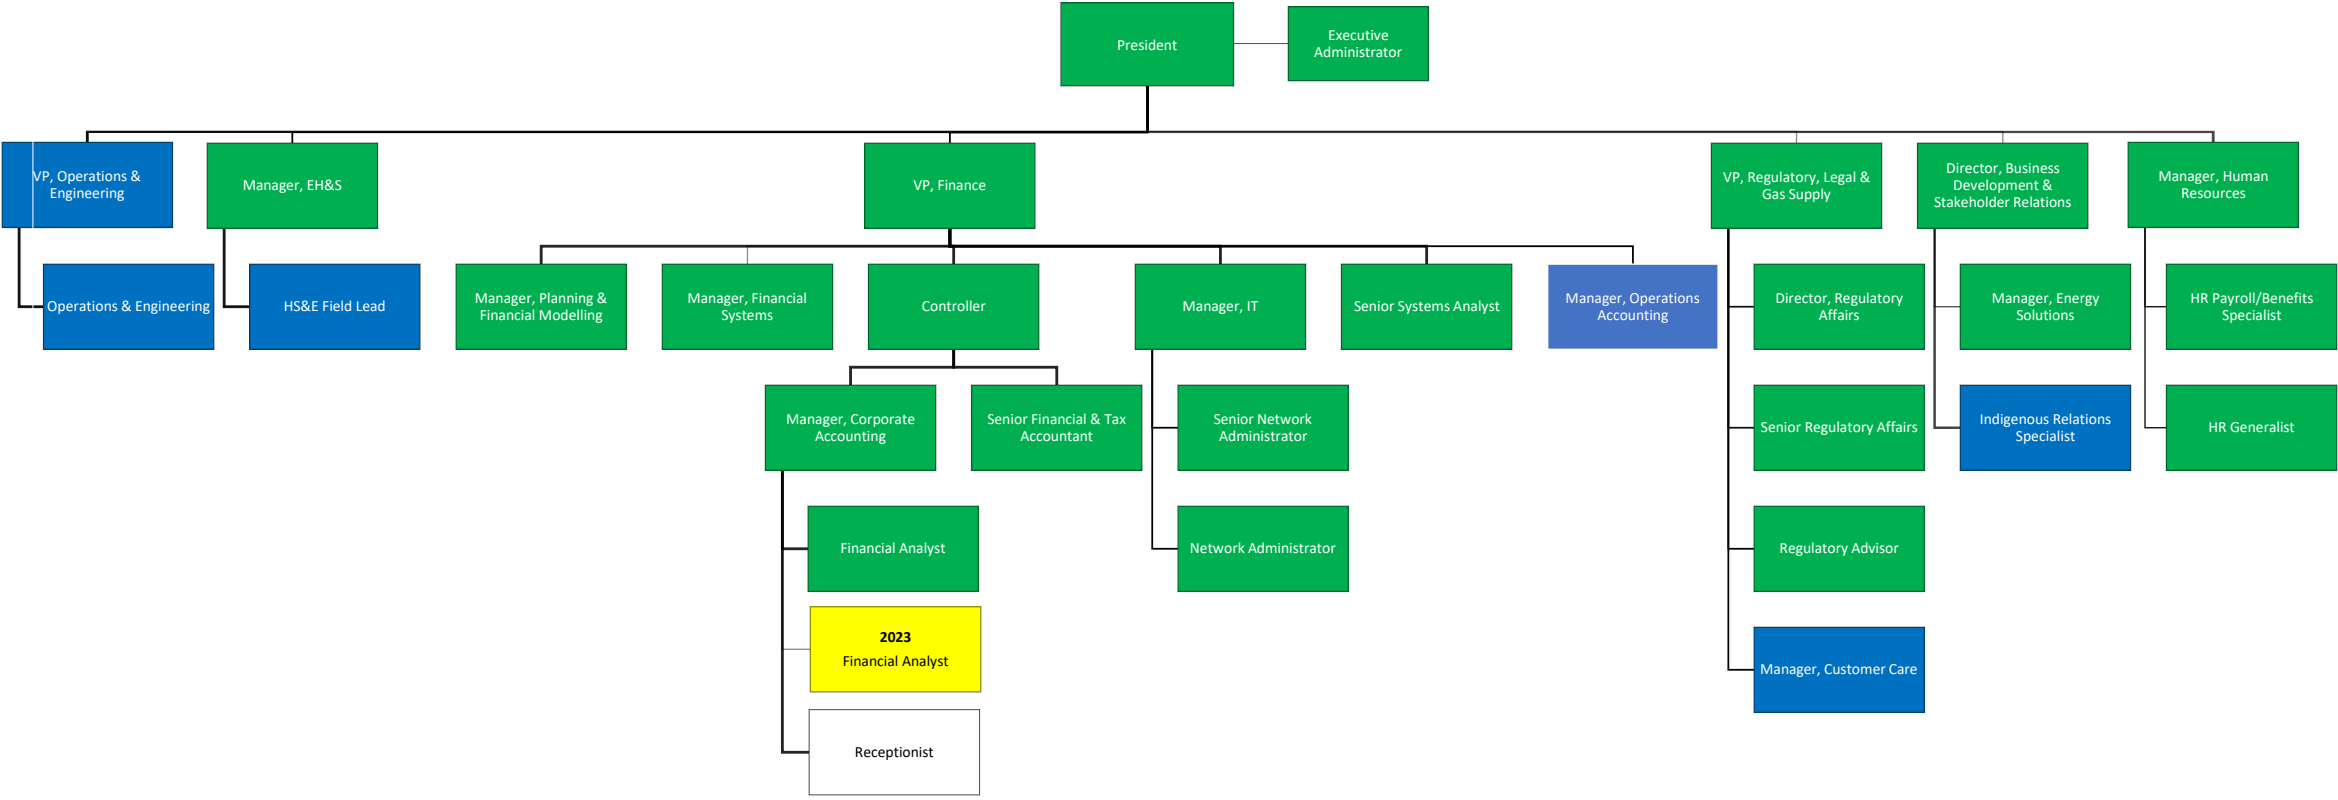 President
Executive
Administrator
VP, Operations &
Engineering
Manager, EH&S
VP, Finance
VP, Regulatory, Legal &
Gas Supply
Director, Business
Development &
Stakeholder Relations
Manager, Human
Resources
Operations & Engineering
HS&E Field Lead
Manager, Planning &
Financial Modelling
Manager, Financial
Systems
Controller
Manager, IT
Senior Systems Analyst
Manager, Operations
Accounting
Director, Regulatory
Affairs
Manager, Energy
Solutions
HR Payroll/Benefits
Specialist
Manager, Corporate
Accounting
Senior Financial & Tax
Accountant
Senior Network
Administrator
Senior Regulatory Affairs
Indigenous Relations
Specialist
HR Generalist
Financial Analyst
Network Administrator
Regulatory Advisor
2023
Financial Analyst
Manager, Customer Care
Receptionist